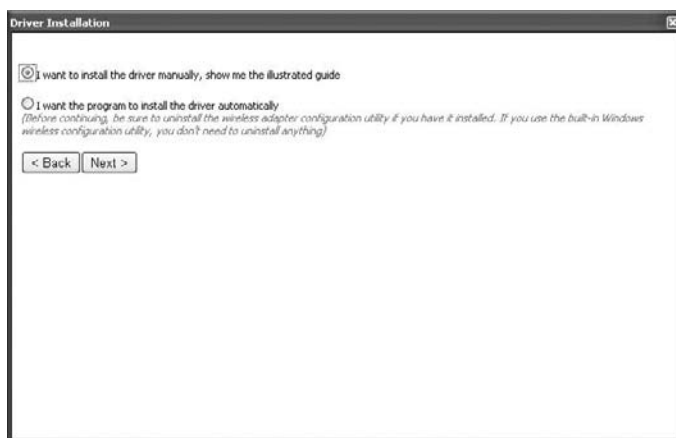 Driver Installation
I want to install the driver manually, show me the illustrated guide
I want the program to install the driver automatically
(Before continuing, be sure to uninstall the wireless adapter configuration utility if you have it installed. If you use the built-in Windows
wireless configuration utility, you don't need to uninstall anything)
< Back Next >